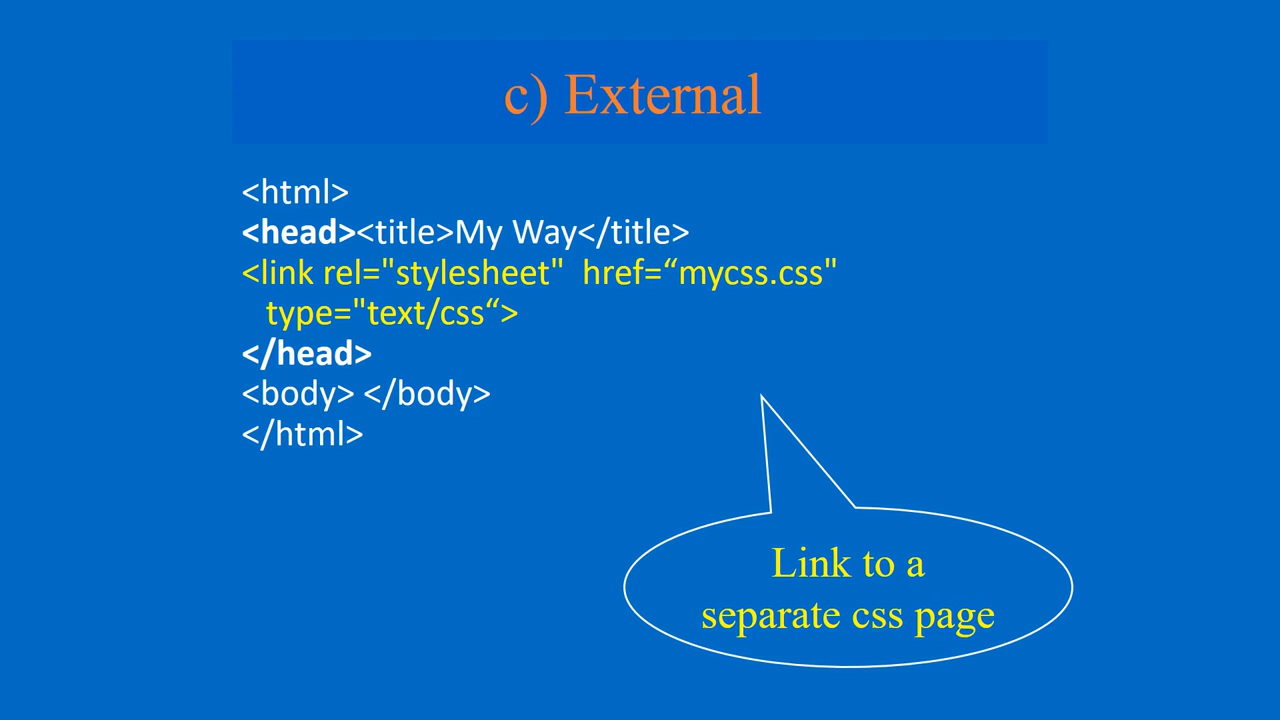 c) External
<html>
<head><title>My Way</title>
<link rel="stylesheet"  href=“mycss.css"
type="text/css“>
</head>
<body> </body>
</html>
Link to a
separate css page